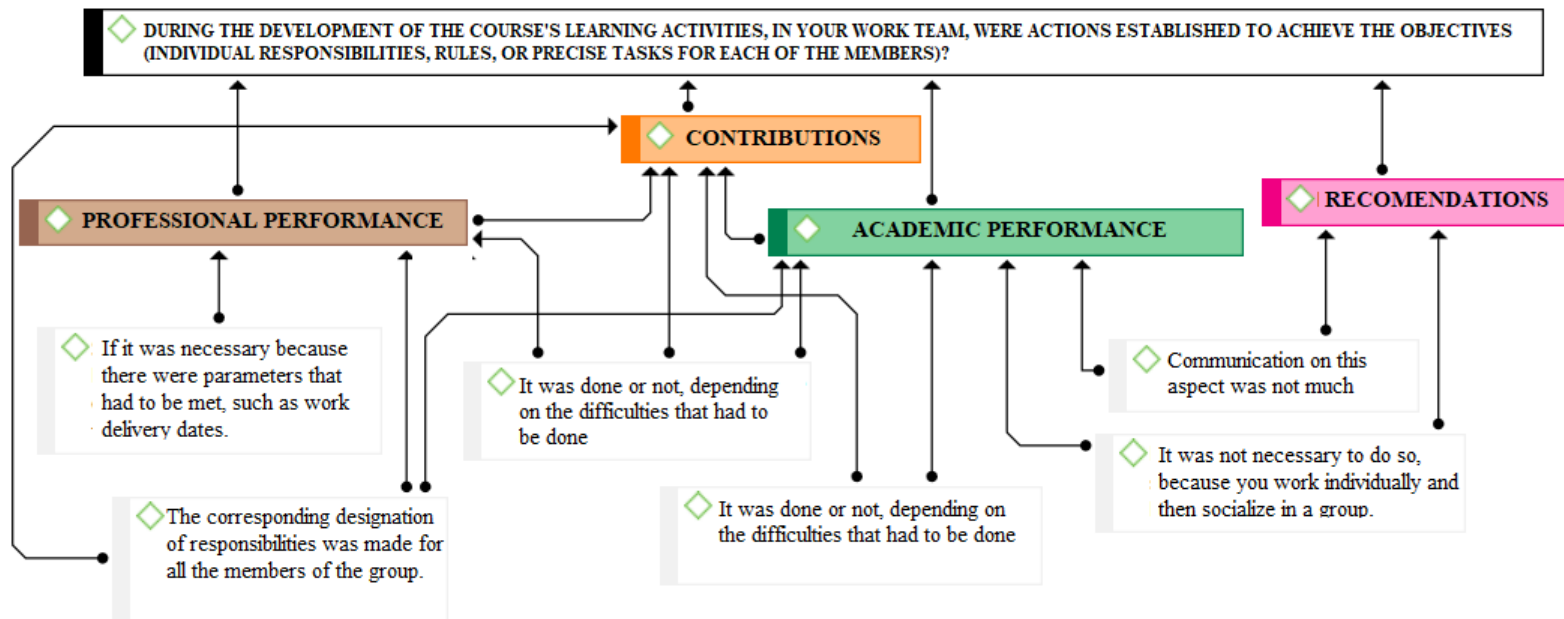 DURING THE DEVELOPMENT OF THE COURSE'S LEARNING ACTIVITIES, IN YOUR WORK TEAM, WERE ACTIONS ESTABLISHED TO ACHIEVE THE OBJECTIVES
(INDIVIDUAL RESPONSIBILITIES, RULES, OR PRECISE TASKS FOR EACH OF THE MEMBERS)?
CONTRIBUTIONS
PROFESSIONAL PERFORMANCE
ACADEMIC PERFORMANCE
RECOMENDATIONS
If it was necessary because
there were parameters that
had to be met, such as work
delivery dates.
It was done or not, depending
on the difficulties that had to
be done
Communication on this
aspect was not much
It was not necessary to do so,
because you work individually and
then socialize in a group.
The corresponding designation
of responsibilities was made for
all the members of the group.
It was done or not, depending on
the difficulties that had to be done